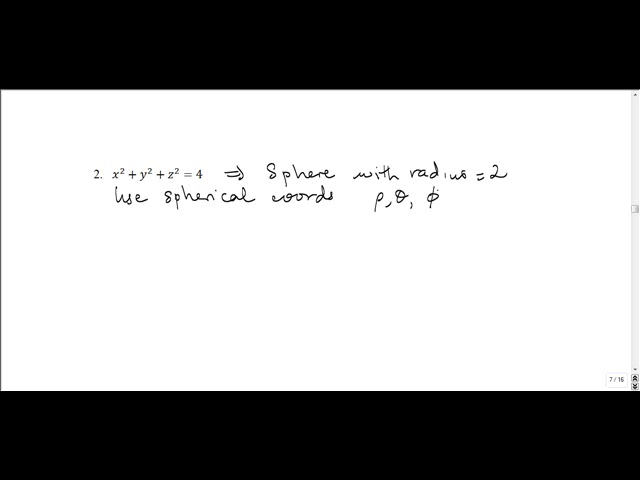 2. x² + y² + z² = 4 ⇒ Sphere with radius = 2
Use spherical coords ρ, θ, ϕ
7 / 16